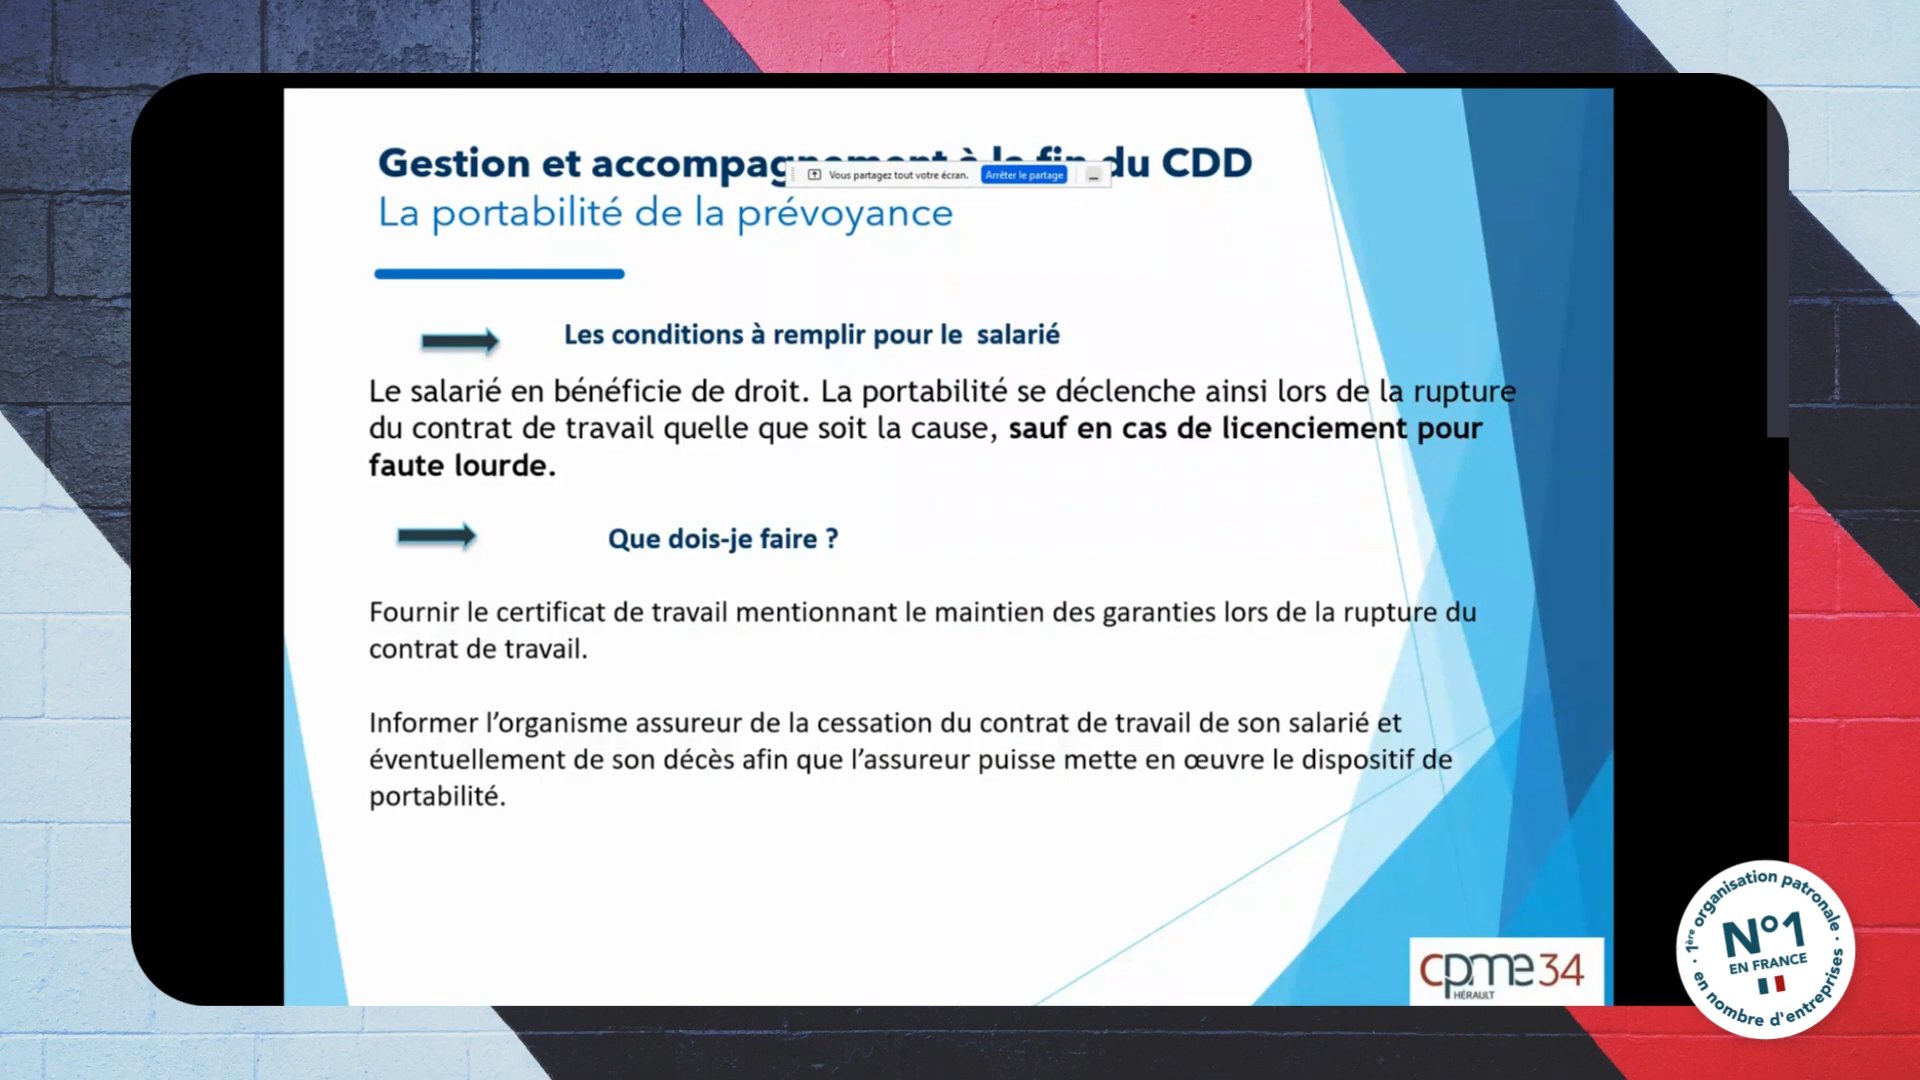 Gestion et accompagnement à la fin du CDD
Vous partagez tout votre écran. Arrêter le partage
La portabilité de la prévoyance
Les conditions à remplir pour le salarié
Le salarié en bénéficie de droit. La portabilité se déclenche ainsi lors de la rupture
du contrat de travail quelle que soit la cause, sauf en cas de licenciement pour
faute lourde.
Que dois-je faire ?
Fournir le certificat de travail mentionnant le maintien des garanties lors de la rupture du
contrat de travail.
Informer l’organisme assureur de la cessation du contrat de travail de son salarié et
éventuellement de son décès afin que l’assureur puisse mette en œuvre le dispositif de
portabilité.
cpme34
HÉRAULT
· 1ère organisation patronale ·
N°1
EN FRANCE
en nombre d'entreprises